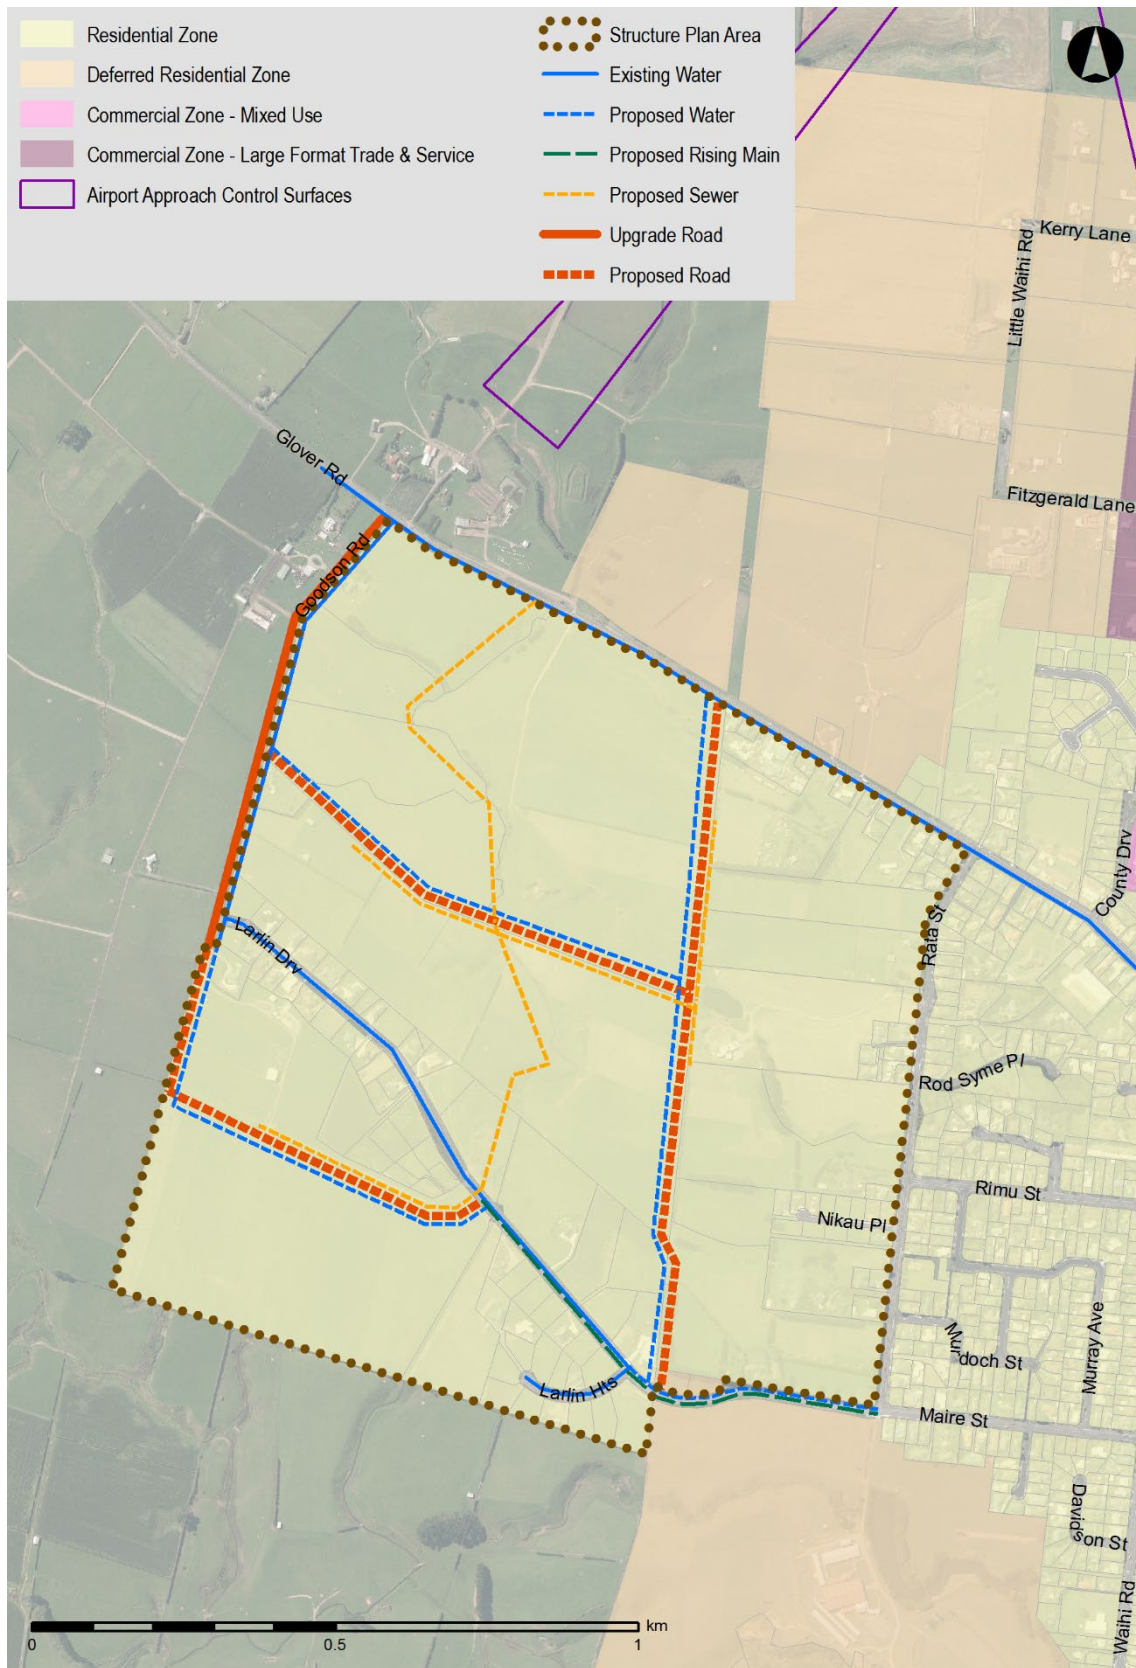 Residential Zone
Deferred Residential Zone
Commercial Zone - Mixed Use
Commercial Zone - Large Format Trade & Service
Airport Approach Control Surfaces
Structure Plan Area
Existing Water
Proposed Water
Proposed Rising Main
Proposed Sewer
Upgrade Road
Proposed Road
Kerry Lane
Little Waihi Rd
Glover Rd
Fitzgerald Lane
Goodson Rd
County Drv
Rata St
Larlin Drv
Rod Syme Pl
Rimu St
Nikau Pl
Murdoch St
Murray Ave
Larlin Hts
Maire St
Davidson St
Waihi Rd
0
0.5
1
km